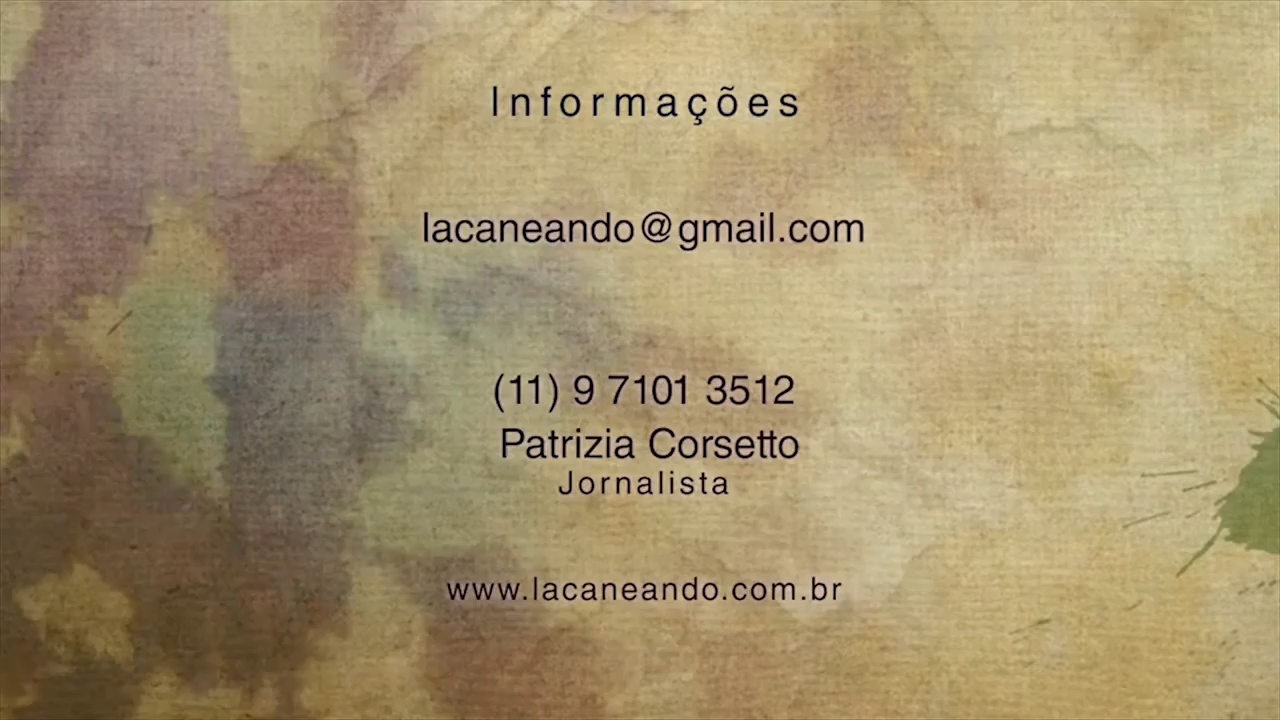 Informações
lacaneando@gmail.com
(11) 9 7101 3512
Patrizia Corsetto
Jornalista
www.lacaneando.com.br